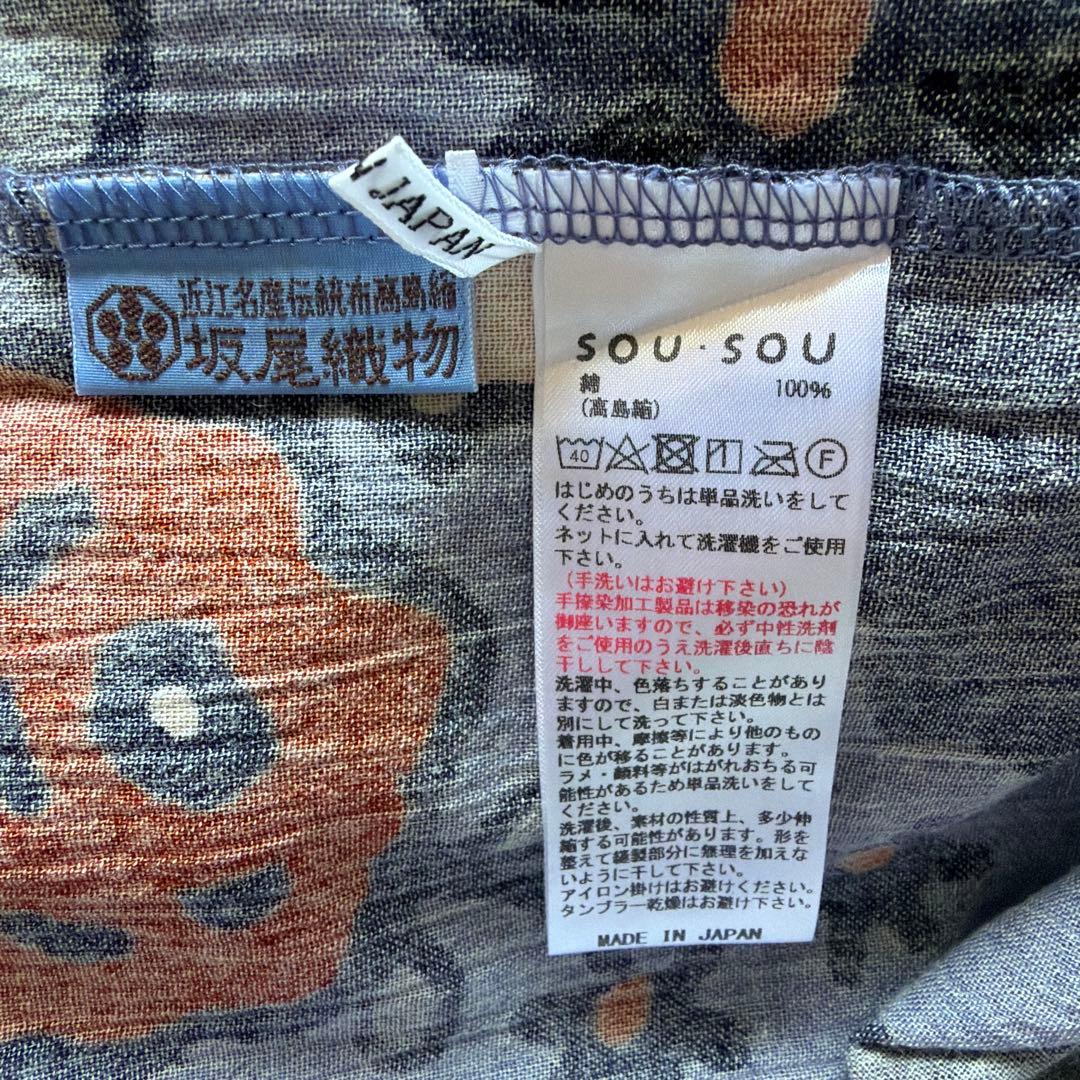 N JAPAN
近江名産伝統布高島縮
坂尾織物
SOU・SOU
綿 100%
(高島縮)
40
F
はじめのうちは単品洗いをして
ください。
ネットに入れて洗濯機をご使用
下さい。
(手洗いはお避け下さい)
手捺染加工製品は移染の恐れが
御座いますので、必ず中性洗剤
をご使用のうえ洗濯後直ちに陰
干しして下さい。
洗濯中、色落ちすることがあり
ますので、白または淡色物とは
別にして洗って下さい。
着用中、摩擦等により他のもの
に色が移ることがあります。
ラメ・顔料等がはがれおちる可
能性があるため単品洗いをして
ください。
洗濯後、素材の性質上、多少伸
縮する可能性があります。形を
整えて縫製部分に無理を加えな
いように干して下さい。
アイロン掛けはお避けください。
タンブラー乾燥はお避け下さい。
MADE IN JAPAN